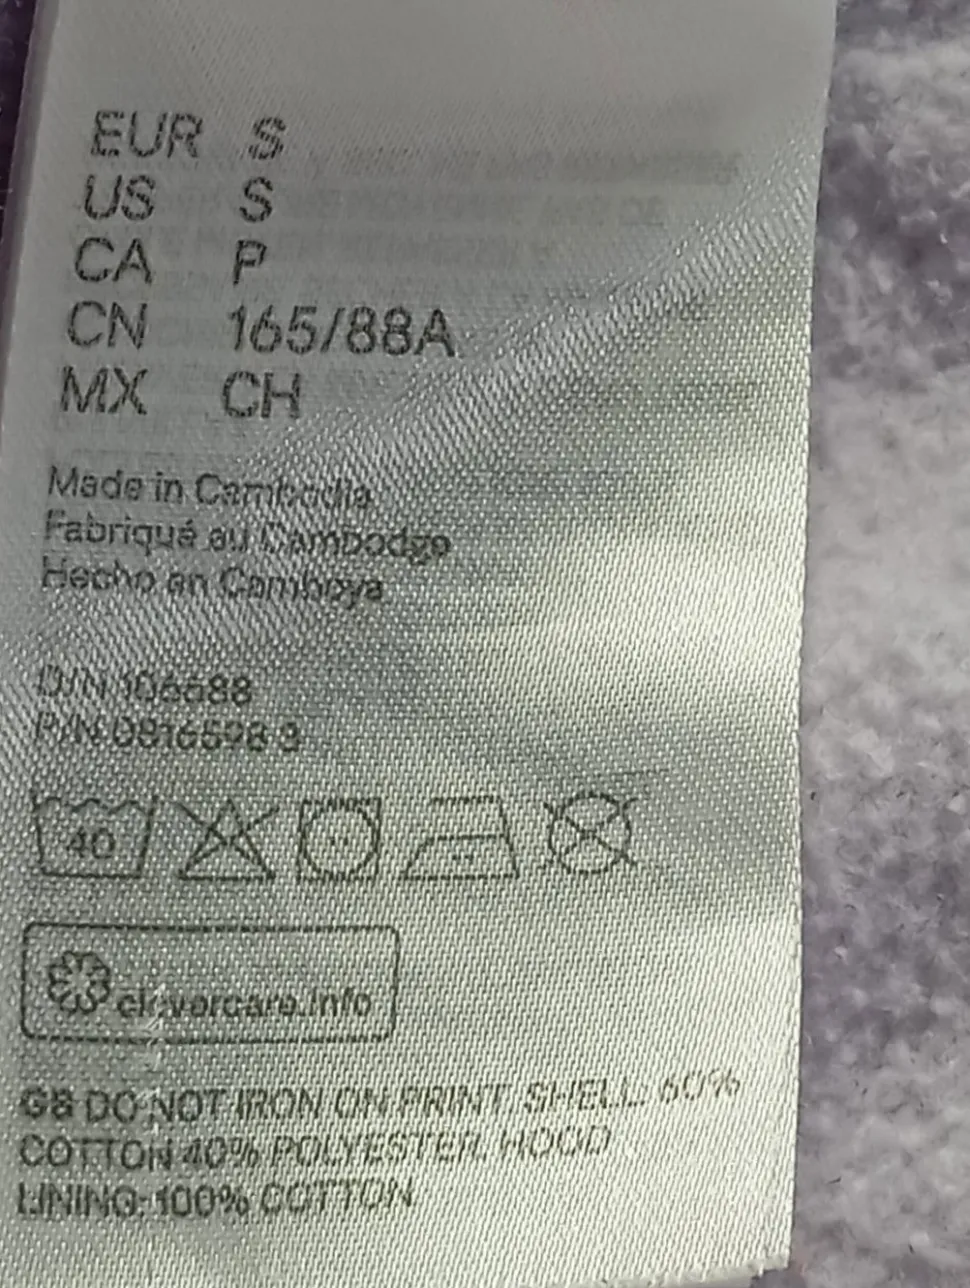 EUR S
US S
CA P
CN 165/88A
MX CH
Made in Cambodia
Fabriqué au Cambodge
Hecho en Camboya
O/N 106688
P/N 0816598 3
40
clevercare.info
GB DO NOT IRON ON PRINT. SHELL: 60%
COTTON 40% POLYESTER. HOOD
LINING: 100% COTTON